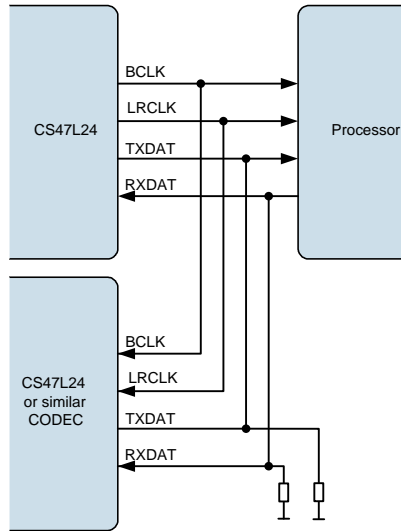 BCLK
LRCLK
CS47L24
Processor
TXDAT
RXDAT
BCLK
CS47L24
LRCLK
or similar
TXDAT
CODEC
RXDAT